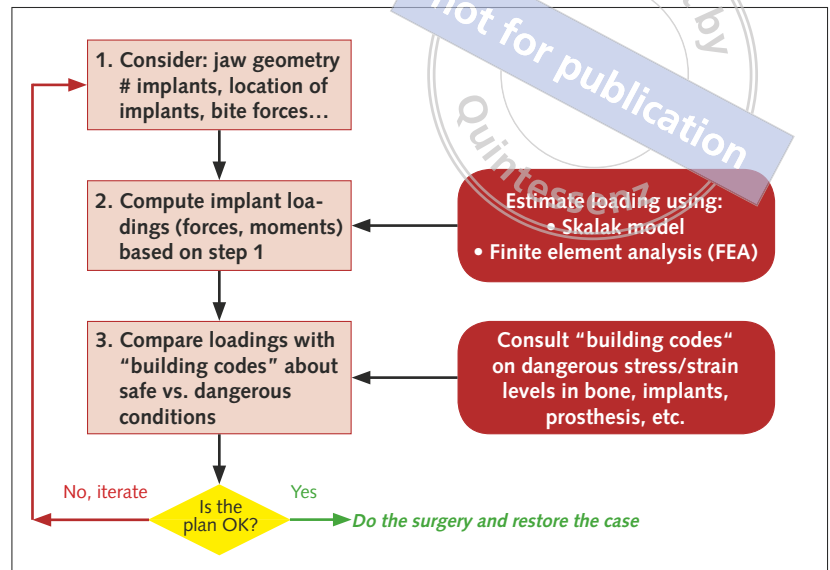 not for publication
t by
Quintessenz
1. Consider: jaw geometry
# implants, location of
implants, bite forces…
2. Compute implant loa-
dings (forces, moments)
based on step 1
Estimate loading using:
• Skalak model
• Finite element analysis (FEA)
3. Compare loadings with
“building codes” about
safe vs. dangerous
conditions
Consult “building codes“
on dangerous stress/strain
levels in bone, implants,
prosthesis, etc.
No, iterate
Is the
plan OK?
Yes
Do the surgery and restore the case